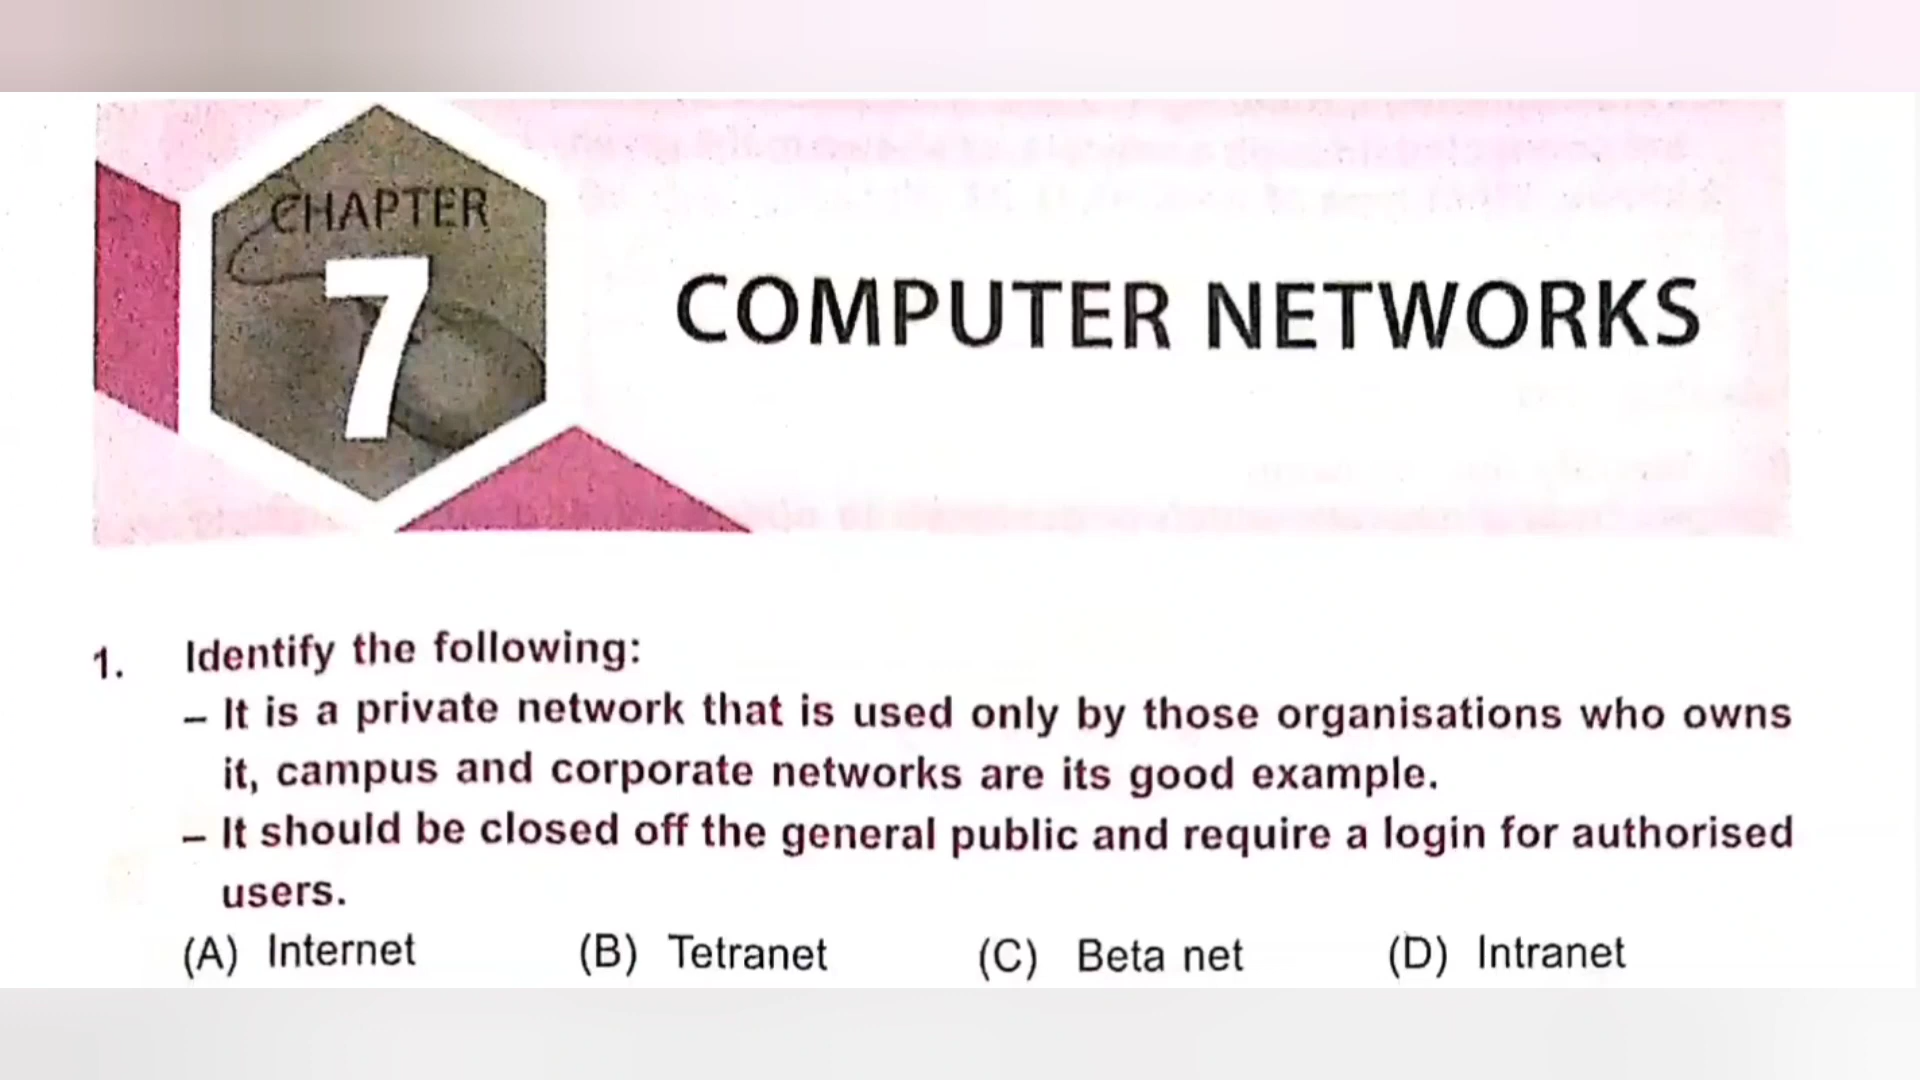 CHAPTER
7
COMPUTER NETWORKS
1. Identify the following:
– It is a private network that is used only by those organisations who owns
it, campus and corporate networks are its good example.
– It should be closed off the general public and require a login for authorised
users.
(A) Internet (B) Tetranet (C) Beta net (D) Intranet